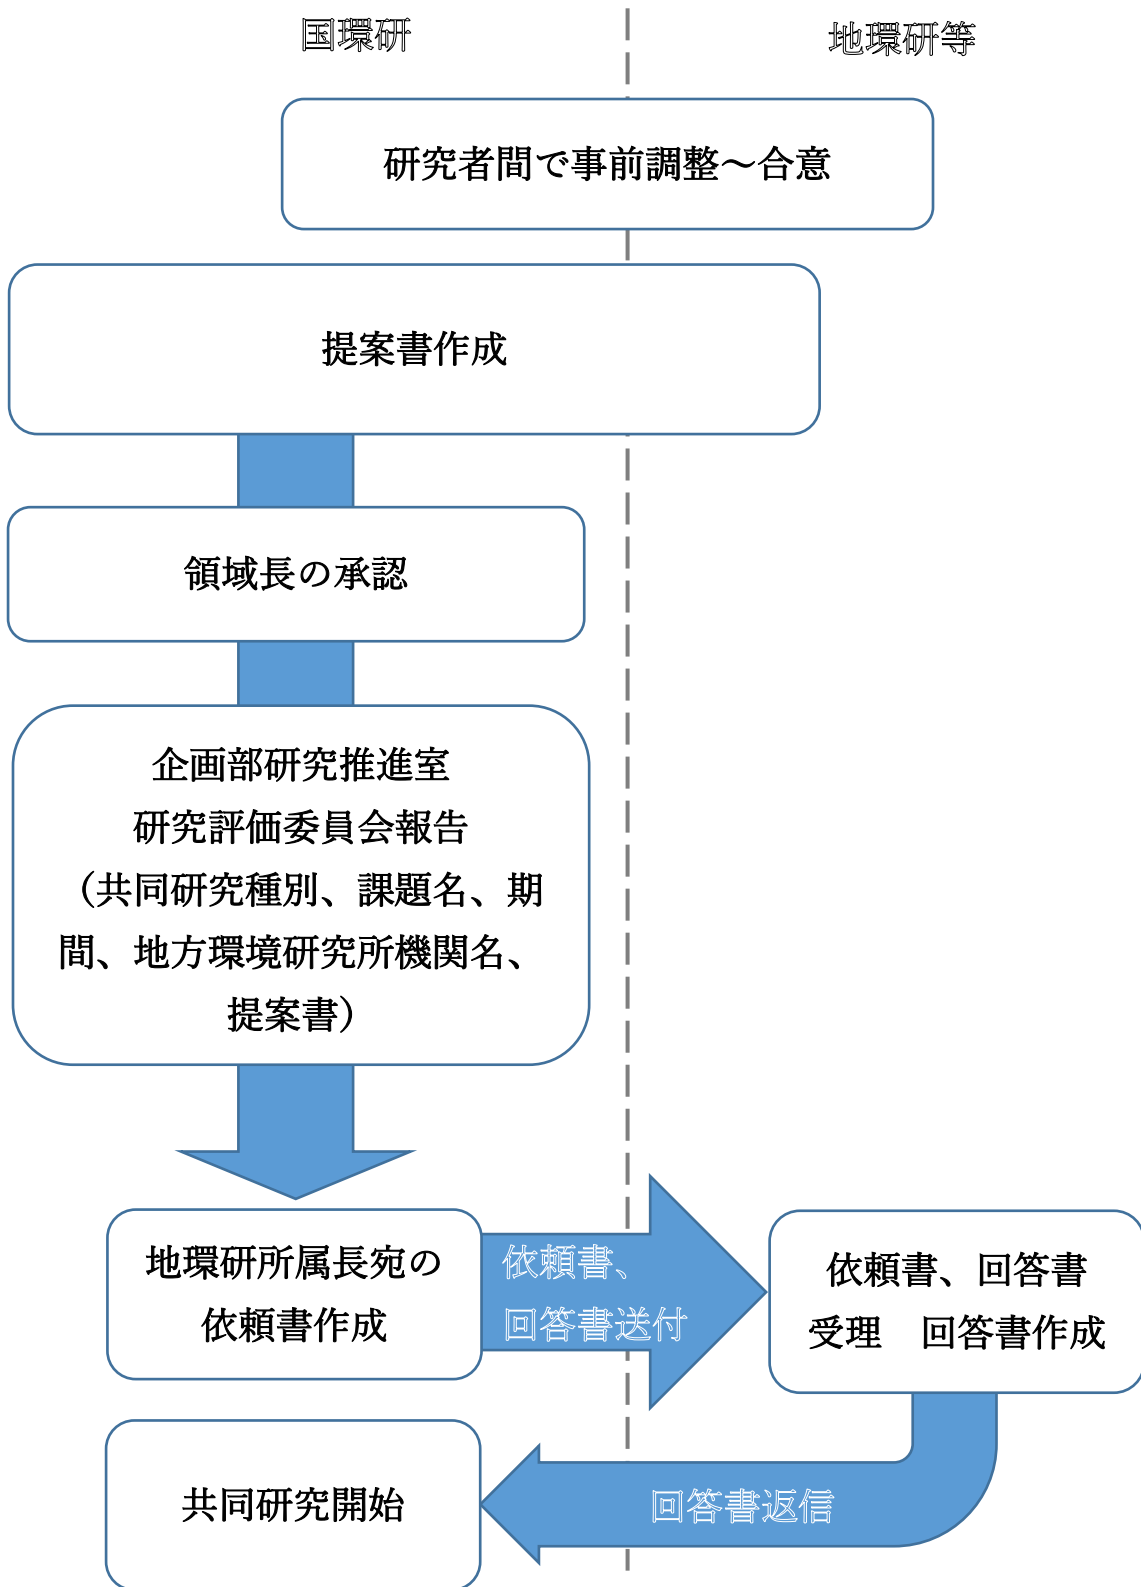 国環研
地環研等
研究者間で事前調整～合意
提案書作成
領域長の承認
企画部研究推進室
研究評価委員会報告
（共同研究種別、課題名、期
間、地方環境研究所機関名、
提案書）
地環研所属長宛の
依頼書作成
依頼書、
回答書送付
依頼書、回答書
受理　回答書作成
回答書返信
共同研究開始